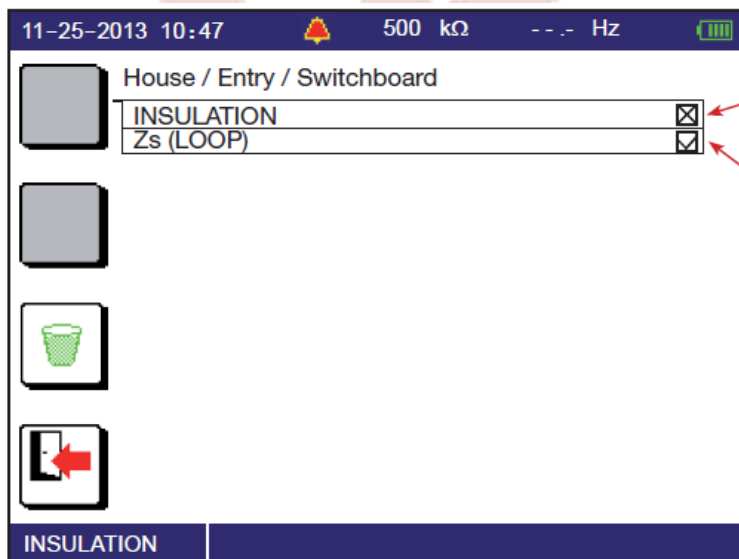 11-25-2013 10:47 500 kΩ - - .- Hz
House / Entry / Switchboard
INSULATION
Zs (LOOP)
INSULATION